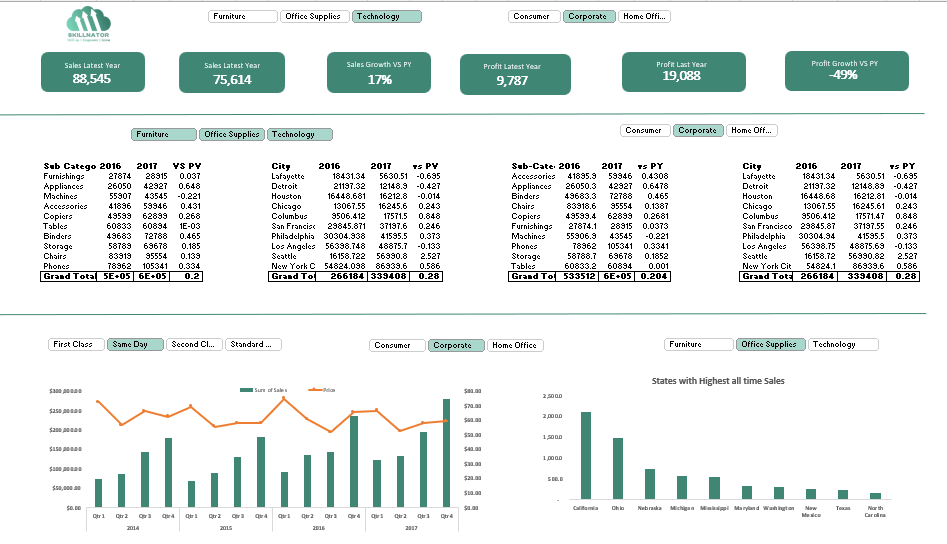 Furniture Office Supplies Technology Consumer Corporate Home Offi...
SKILLNATOR
Sales Latest Year Sales Latest Year Sales Growth VS PY Profit Latest Year Profit Last Year Profit Growth VS PY
88,545 75,614 17% 9,787 19,088 -49%
Furniture Office Supplies Technology Consumer Corporate Home Off...
Sub Catego 2016 2017 VS PV
Furnishings 27874 28915 0.037
Appliances 26050 42927 0.648
Machines 55907 43545 -0.221
Accessories 41896 59946 0.431
Copiers 49599 62899 0.268
Tables 60833 60894 1E-03
Binders 49683 72788 0.465
Storage 58789 69678 0.185
Chairs 83919 95554 0.139
Phones 78962 105341 0.334
Grand Total 5E+05 6E+05 0.2
City 2016 2017 vs PV
Lafayette 18431.34 5630.51 -0.695
Detroit 21197.32 12148.9 -0.427
Houston 16448.681 16212.8 -0.014
Chicago 13067.55 16245.6 0.243
Columbus 9506.412 17571.5 0.848
San Francisc 29845.871 37197.6 0.246
Philadelphia 30304.938 41595.5 0.373
Los Angeles 56398.748 48875.7 -0.133
Seattle 16158.722 56990.8 2.527
New York C 54824.098 86939.6 0.586
Grand Tot 266184 339408 0.28
Sub-Cate 2016 2017 vs PY
Accessories 41895.9 59946 0.4308
Appliances 26050.3 42927 0.6478
Binders 49683.3 72788 0.465
Chairs 83918.6 95554 0.1387
Copiers 49599.4 62899 0.2681
Furnishings 27874.1 28915 0.0373
Machines 55906.9 43545 -0.221
Phones 78962 105341 0.3341
Storage 58788.7 69678 0.1852
Tables 60833.2 60894 0.001
Grand Tot 533512 6E+05 0.204
City 2016 2017 vs PV
Lafayette 18431.34 5630.51 -0.695
Detroit 21197.32 12148.89 -0.427
Houston 16448.68 16212.81 -0.014
Chicago 13067.55 16245.61 0.243
Columbus 9506.412 17571.47 0.848
San Francisco 29845.87 37197.55 0.246
Philadelphia 30304.94 41595.5 0.373
Los Angeles 56398.75 48875.69 -0.133
Seattle 16158.72 56990.82 2.527
New York Cit 54824.1 86939.6 0.586
Grand Tot 266184 339408 0.28
First Class Same Day Second Cl... Standard ... Consumer Corporate Home Office Furniture Office Supplies Technology
Sum of Sales Price
$300,000.00
$250,000.00
$200,000.00
$150,000.00
$100,000.00
$50,000.00
$0.00
$80.00
$70.00
$60.00
$50.00
$40.00
$30.00
$20.00
$10.00
$0.00
Qtr1 Qtr2 Qtr3 Qtr4 Qtr1 Qtr2 Qtr3 Qtr4 Qtr1 Qtr2 Qtr3 Qtr4 Qtr1 Qtr2 Qtr3 Qtr4
2014 2015 2016 2017
States with Highest all time Sales
2,500.0
2,000.0
1,500.0
1,000.0
500.0
-
California Ohio Nebraska Michigan Mississippi Maryland Washington New Mexico Texas North Carolina